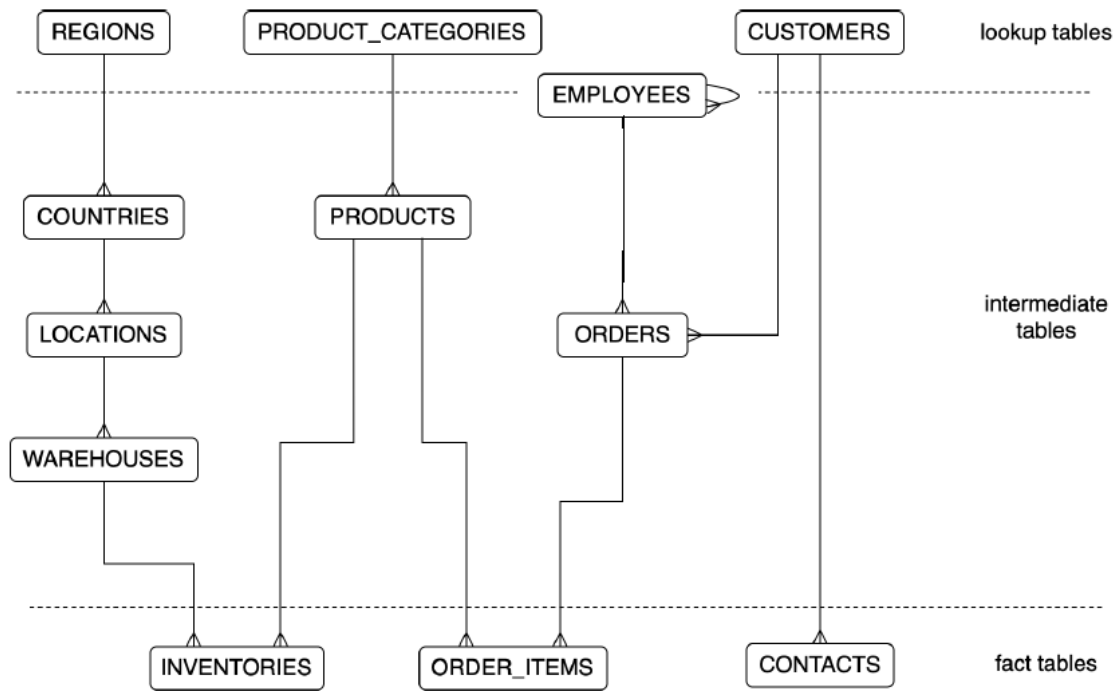 REGIONS
PRODUCT_CATEGORIES
CUSTOMERS
lookup tables
EMPLOYEES
COUNTRIES
PRODUCTS
LOCATIONS
ORDERS
intermediate
tables
WAREHOUSES
INVENTORIES
ORDER_ITEMS
CONTACTS
fact tables